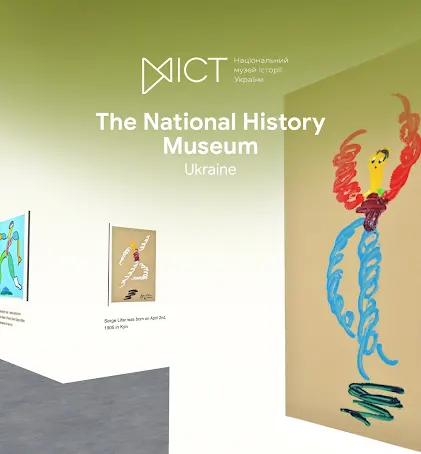 МІСТ
Національний
музей історії
України
The National History
Museum
Ukraine
Serge Lifar was born on April 2nd,
1905 in Kyiv